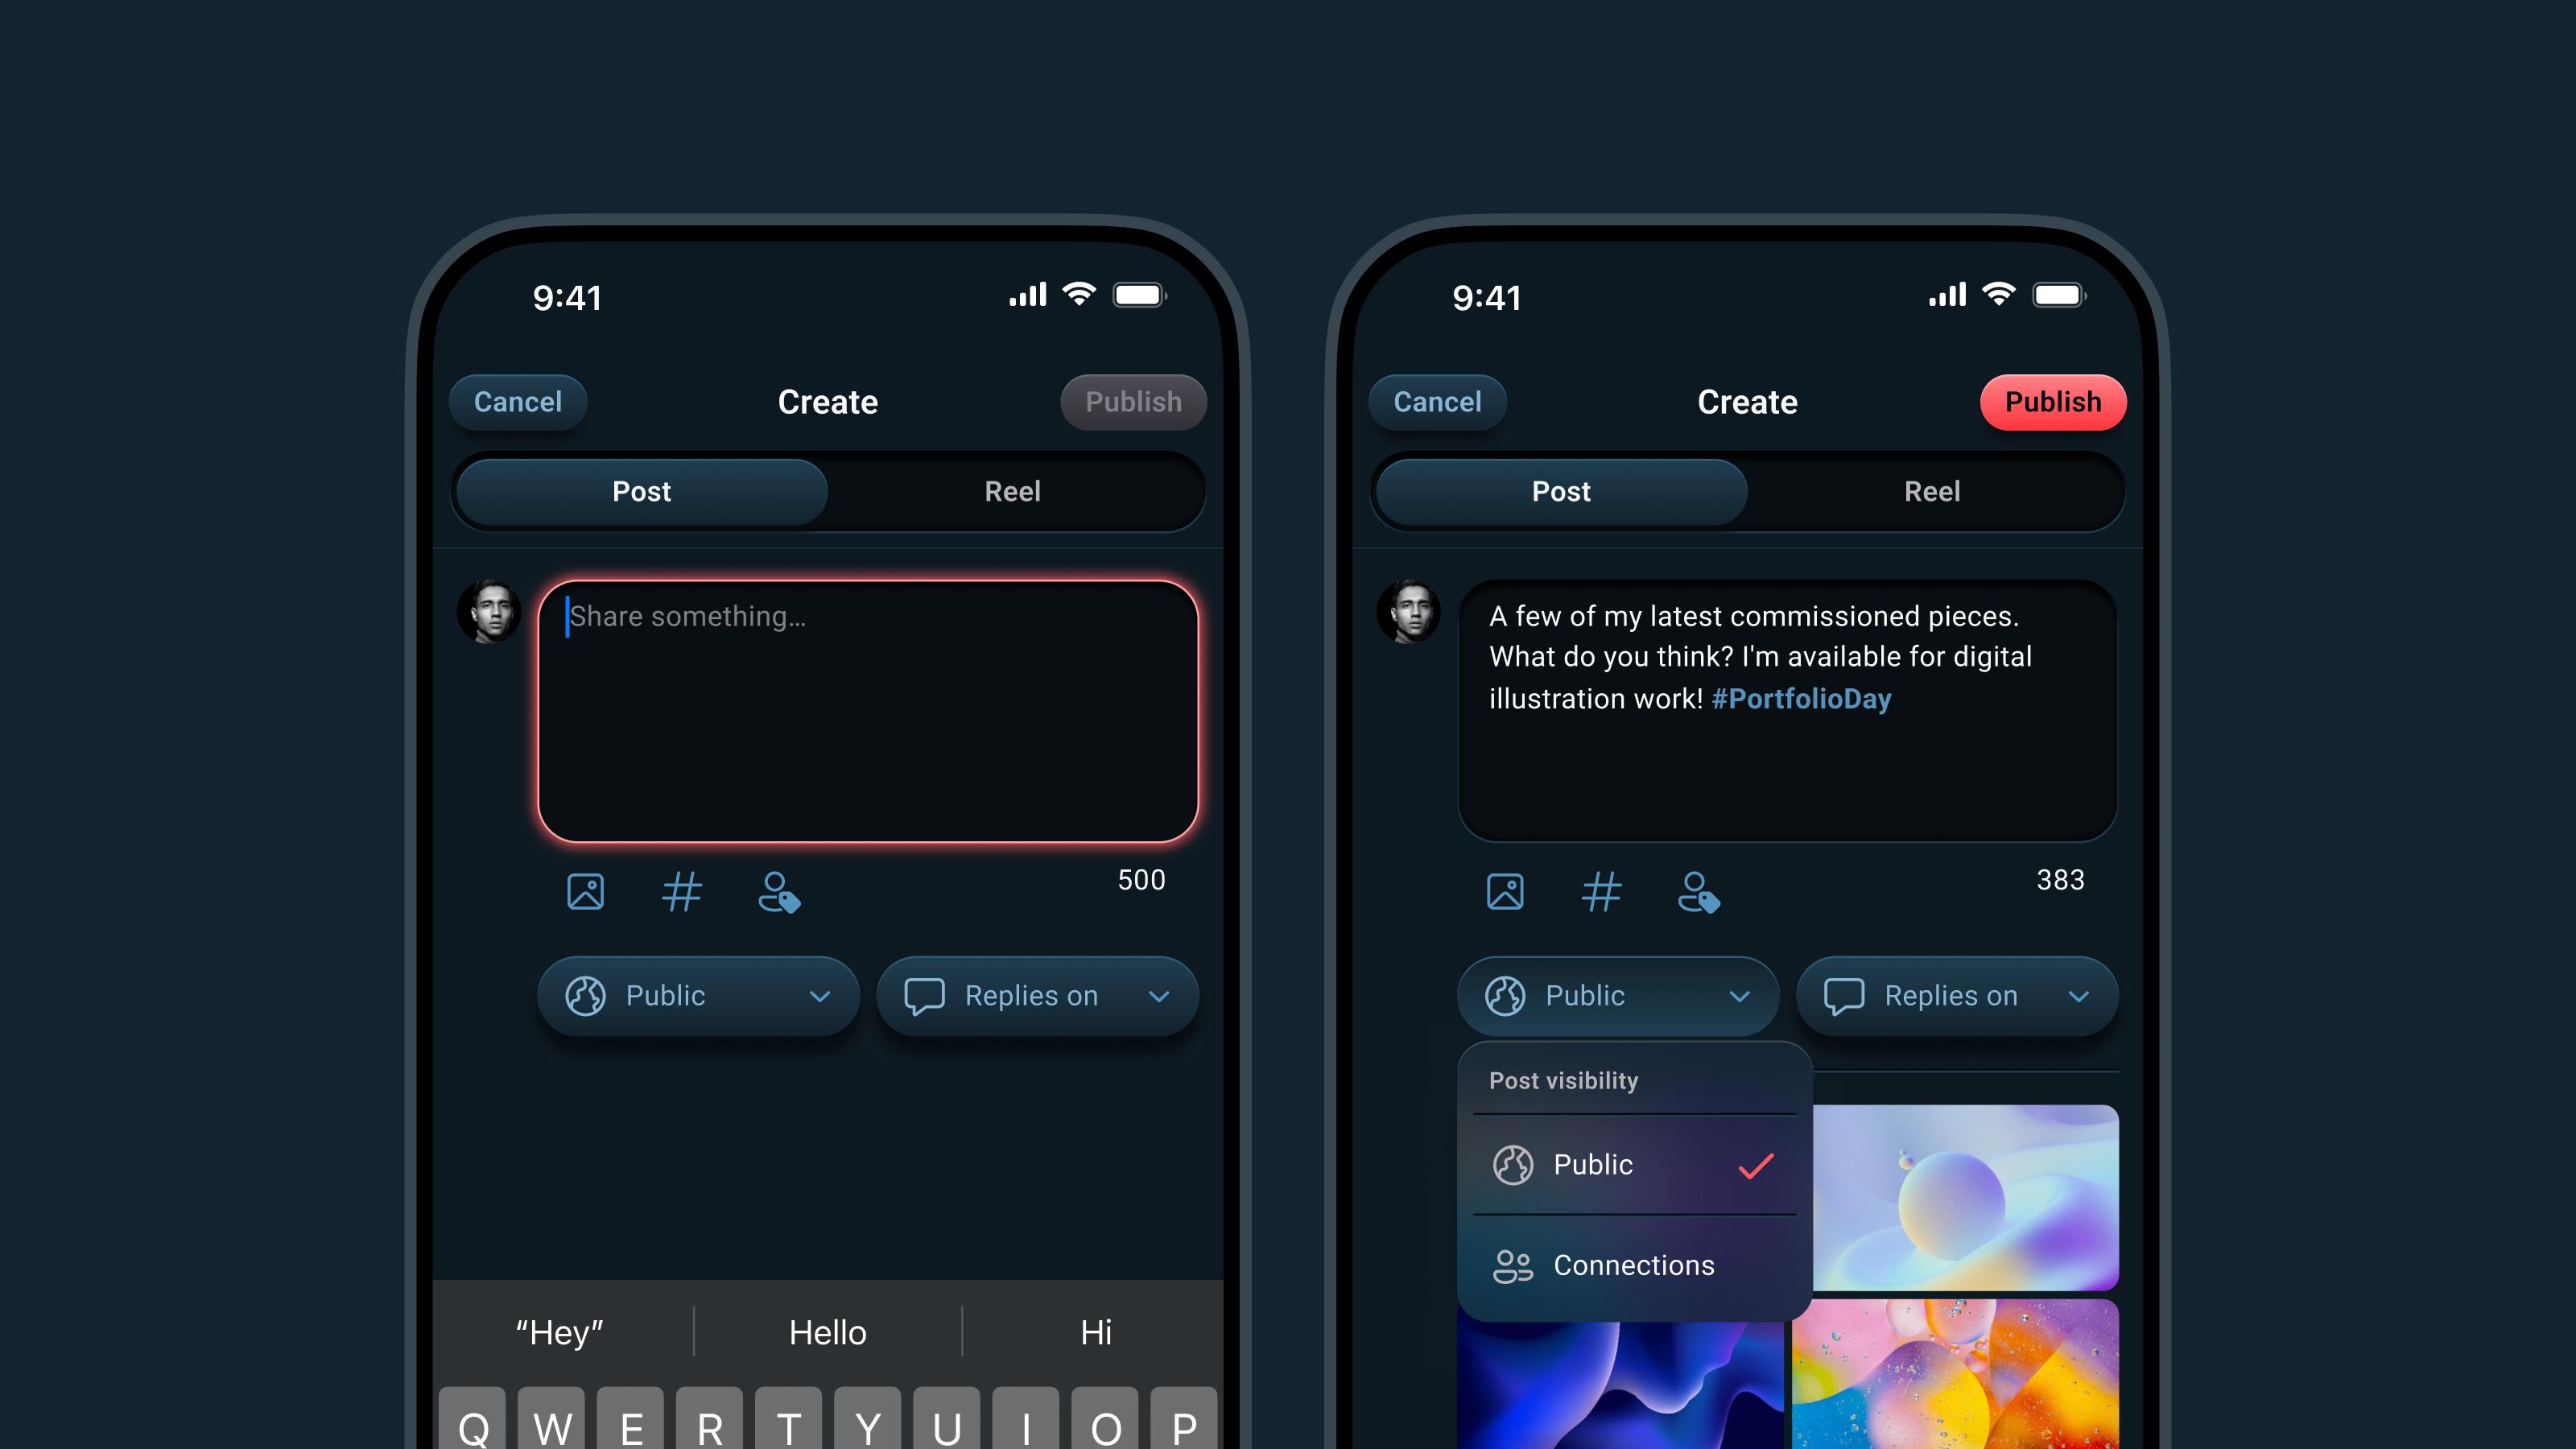 9:41
Cancel
Create
Publish
Post
Reel
Share something…
500
Public
Replies on
“Hey”
Hello
Hi
Q W E R T Y U I O P
9:41
Cancel
Create
Publish
Post
Reel
A few of my latest commissioned pieces.
What do you think? I'm available for digital
illustration work! #PortfolioDay
383
Public
Replies on
Post visibility
Public
Connections